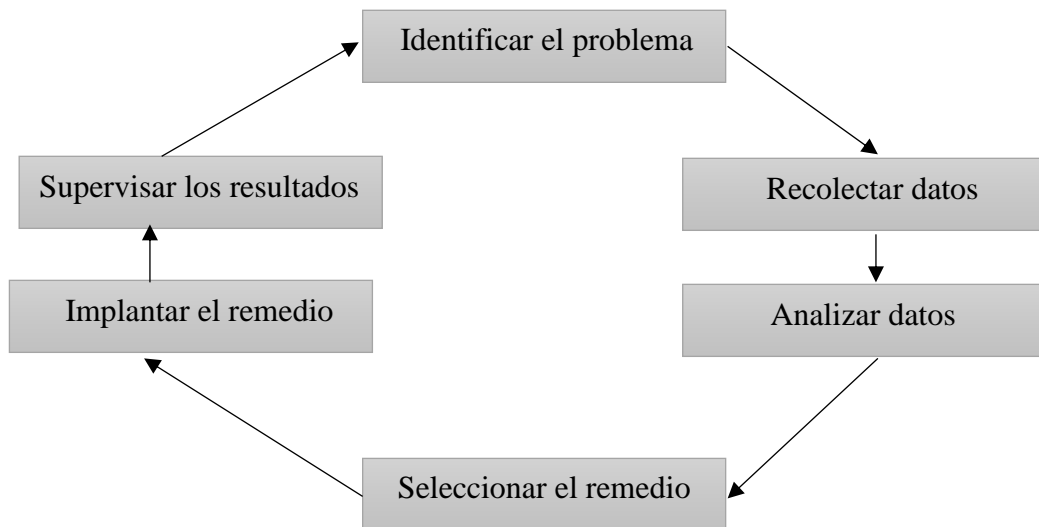 Identificar el problema
Recolectar datos
Analizar datos
Seleccionar el remedio
Implantar el remedio
Supervisar los resultados